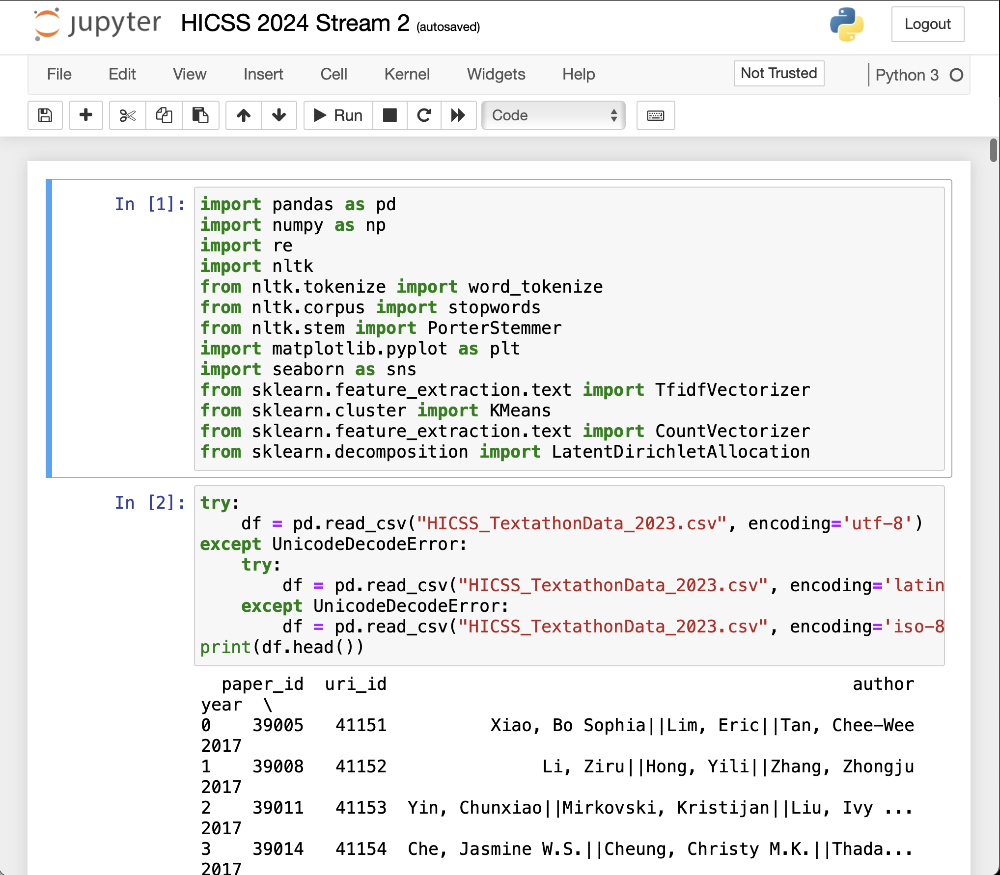 jupyter HICSS 2024 Stream 2 (autosaved) Logout
File Edit View Insert Cell Kernel Widgets Help Not Trusted Python 3
Run Code
In [1]: import pandas as pd
import numpy as np
import re
import nltk
from nltk.tokenize import word_tokenize
from nltk.corpus import stopwords
from nltk.stem import PorterStemmer
import matplotlib.pyplot as plt
import seaborn as sns
from sklearn.feature_extraction.text import TfidfVectorizer
from sklearn.cluster import KMeans
from sklearn.feature_extraction.text import CountVectorizer
from sklearn.decomposition import LatentDirichletAllocation
In [2]: try:
    df = pd.read_csv("HICSS_TextathonData_2023.csv", encoding='utf-8')
except UnicodeDecodeError:
    try:
        df = pd.read_csv("HICSS_TextathonData_2023.csv", encoding='latin
    except UnicodeDecodeError:
        df = pd.read_csv("HICSS_TextathonData_2023.csv", encoding='iso-8
print(df.head())
  paper_id  uri_id                                             author
year  \
0    39005   41151          Xiao, Bo Sophia||Lim, Eric||Tan, Chee-Wee
2017
1    39008   41152               Li, Ziru||Hong, Yili||Zhang, Zhongju
2017
2    39011   41153  Yin, Chunxiao||Mirkovski, Kristijan||Liu, Ivy ...
2017
3    39014   41154  Che, Jasmine W.S.||Cheung, Christy M.K.||Thada...
2017